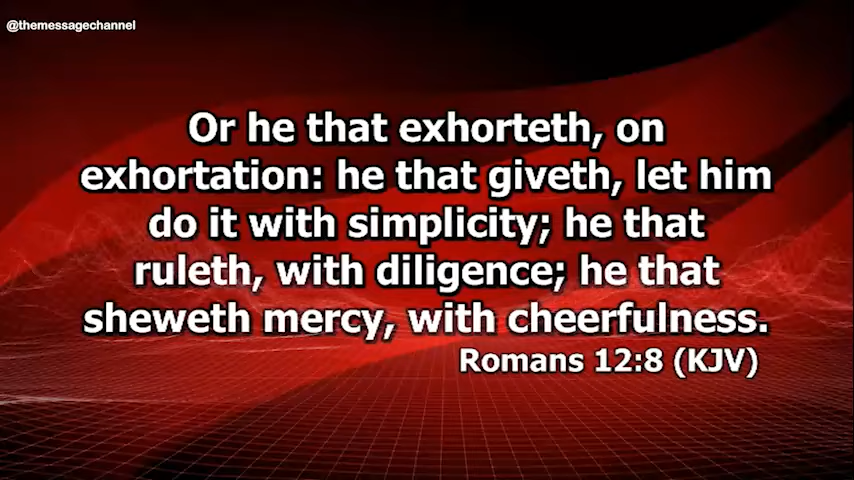 @themessagechannel
Or he that exhorteth, on
exhortation: he that giveth, let him
do it with simplicity; he that
ruleth, with diligence; he that
sheweth mercy, with cheerfulness.
Romans 12:8 (KJV)